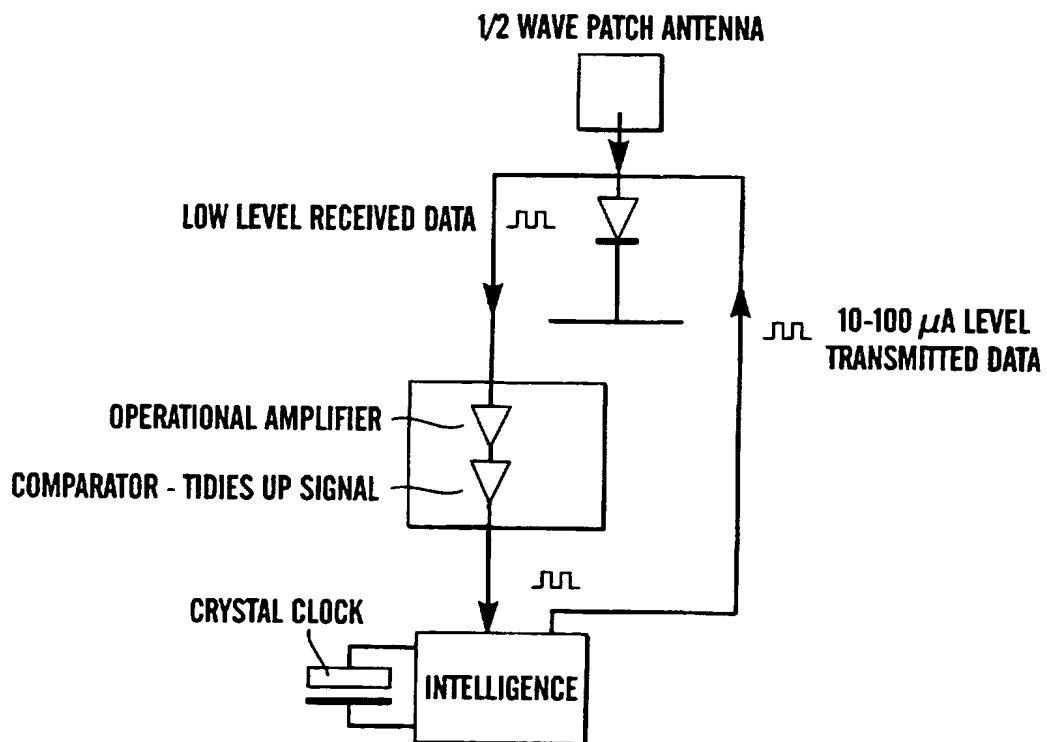 1/2 WAVE PATCH ANTENNA
LOW LEVEL RECEIVED DATA
10-100 μA LEVEL
TRANSMITTED DATA
OPERATIONAL AMPLIFIER
COMPARATOR - TIDIES UP SIGNAL
CRYSTAL CLOCK
INTELLIGENCE